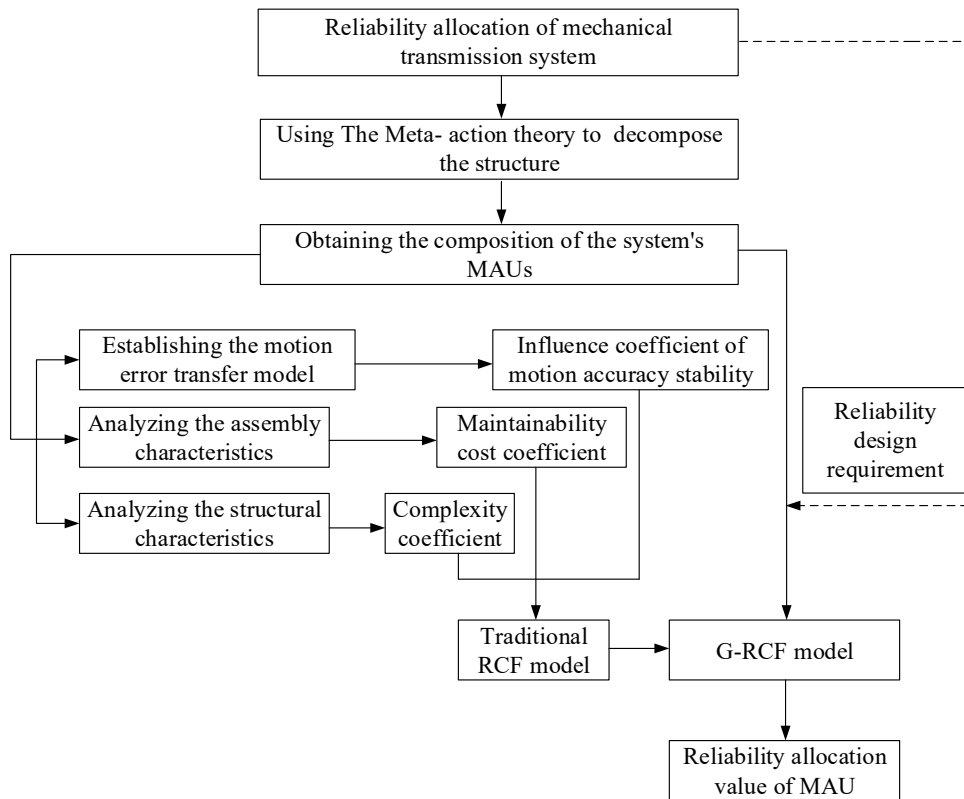 Reliability allocation of mechanical
transmission system
Using The Meta- action theory to  decompose
the structure
Obtaining the composition of the system's
MAUs
Establishing the motion
error transfer model
Influence coefficient of
motion accuracy stability
Analyzing the assembly
characteristics
Maintainability
cost coefficient
Reliability
design
requirement
Analyzing the structural
characteristics
Complexity
coefficient
Traditional
RCF model
G-RCF model
Reliability allocation
value of MAU